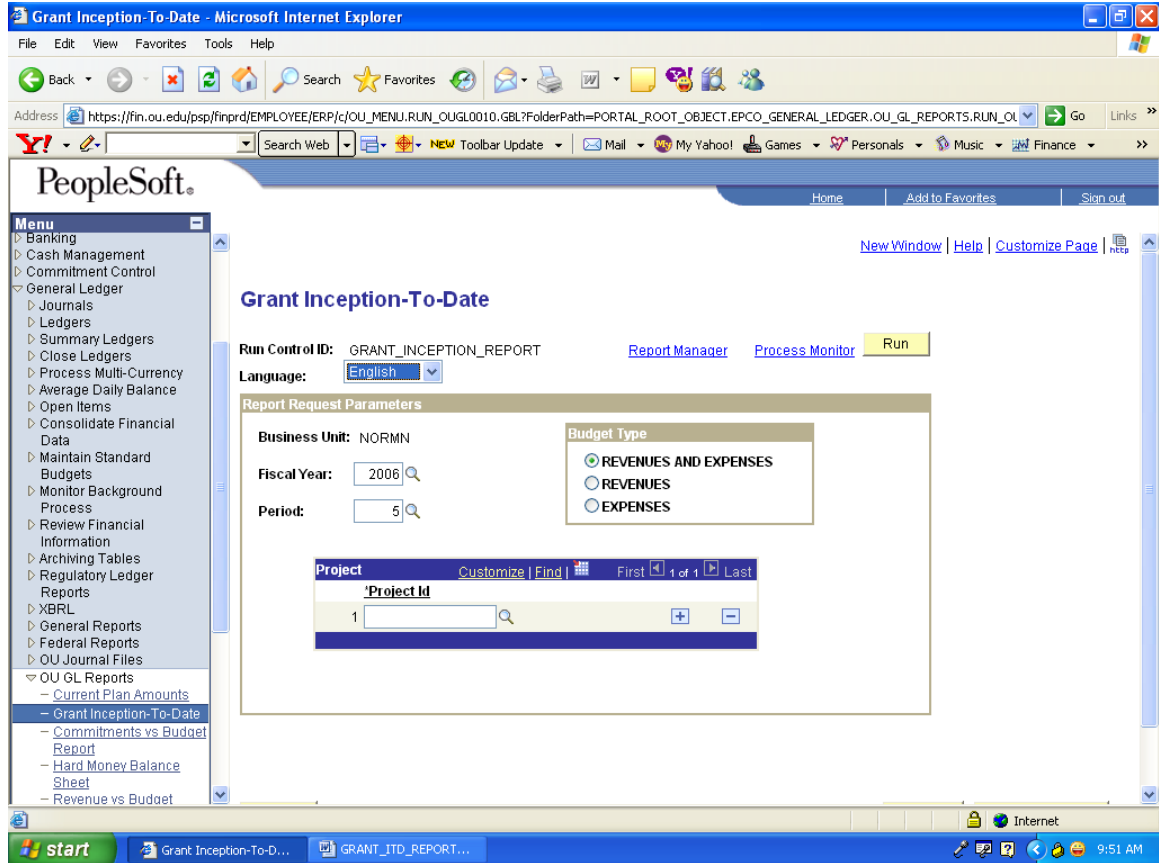 Grant Inception-To-Date - Microsoft Internet Explorer
File Edit View Favorites Tools Help
Back Search Favorites
Address https://fin.ou.edu/psp/finprd/EMPLOYEE/ERP/c/OU_MENU.RUN_OUGL0010.GBL?FolderPath=PORTAL_ROOT_OBJECT.EPCO_GENERAL_LEDGER.OU_GL_REPORTS.RUN_OL Go Links »
Y! Search Web NEW Toolbar Update Mail My Yahoo! Games Personals Music Finance »
PeopleSoft®
Home Add to Favorites Sign out
Menu
Banking
Cash Management
Commitment Control
General Ledger
Journals
Ledgers
Summary Ledgers
Close Ledgers
Process Multi-Currency
Average Daily Balance
Open Items
Consolidate Financial
Data
Maintain Standard
Budgets
Monitor Background
Process
Review Financial
Information
Archiving Tables
Regulatory Ledger
Reports
XBRL
General Reports
Federal Reports
OU Journal Files
OU GL Reports
– Current Plan Amounts
– Grant Inception-To-Date
– Commitments vs Budget
Report
– Hard Money Balance
Sheet
– Revenue vs Budget
New Window | Help | Customize Page | http
Grant Inception-To-Date
Run Control ID: GRANT_INCEPTION_REPORT Report Manager Process Monitor Run
Language: English
Report Request Parameters
Business Unit: NORMN
Fiscal Year: 2006
Period: 5
Budget Type
REVENUES AND EXPENSES
REVENUES
EXPENSES
Project Customize | Find | First 1 of 1 Last
*Project Id
1
Internet
start Grant Inception-To-D... GRANT_ITD_REPORT... 9:51 AM